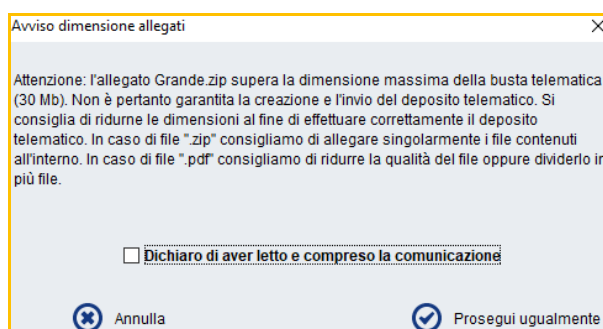 Avviso dimensione allegati
Attenzione: l'allegato Grande.zip supera la dimensione massima della busta telematica
(30 Mb). Non è pertanto garantita la creazione e l'invio del deposito telematico. Si
consiglia di ridurne le dimensioni al fine di effettuare correttamente il deposito
telematico. In caso di file ".zip" consigliamo di allegare singolarmente i file contenuti
all'interno. In caso di file ".pdf" consigliamo di ridurre la qualità del file oppure dividerlo in
più file.
Dichiaro di aver letto e compreso la comunicazione
Annulla
Prosegui ugualmente